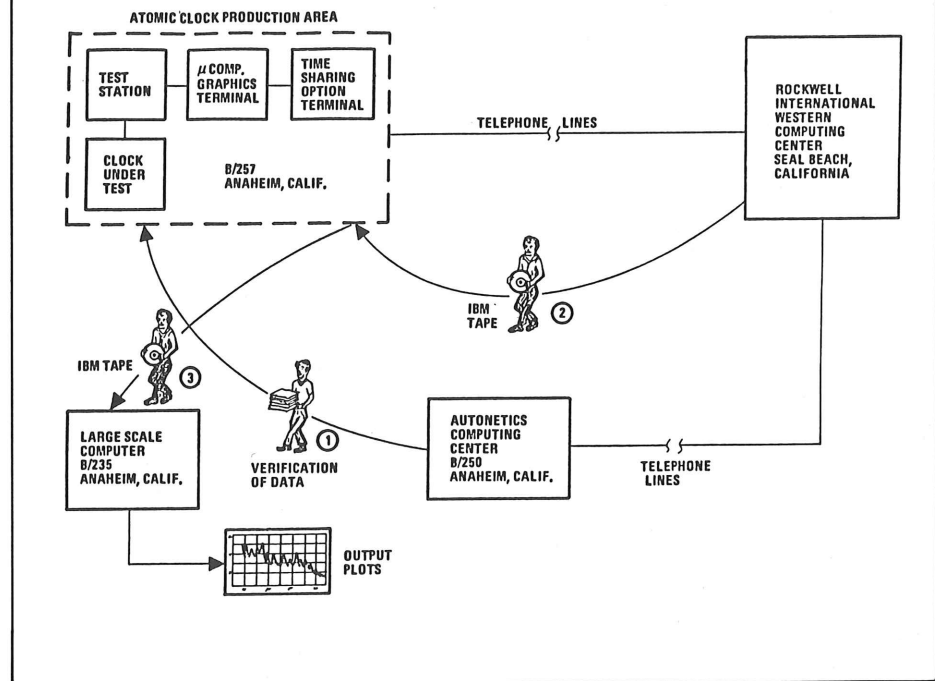 ATOMIC CLOCK PRODUCTION AREA
TEST
STATION
μ COMP.
GRAPHICS
TERMINAL
TIME
SHARING
OPTION
TERMINAL
CLOCK
UNDER
TEST
B/257
ANAHEIM, CALIF.
TELEPHONE LINES
ROCKWELL
INTERNATIONAL
WESTERN
COMPUTING
CENTER
SEAL BEACH,
CALIFORNIA
IBM
TAPE
2
IBM TAPE
3
1
VERIFICATION
OF DATA
LARGE SCALE
COMPUTER
B/235
ANAHEIM, CALIF.
AUTONETICS
COMPUTING
CENTER
B/250
ANAHEIM, CALIF.
TELEPHONE
LINES
OUTPUT
PLOTS